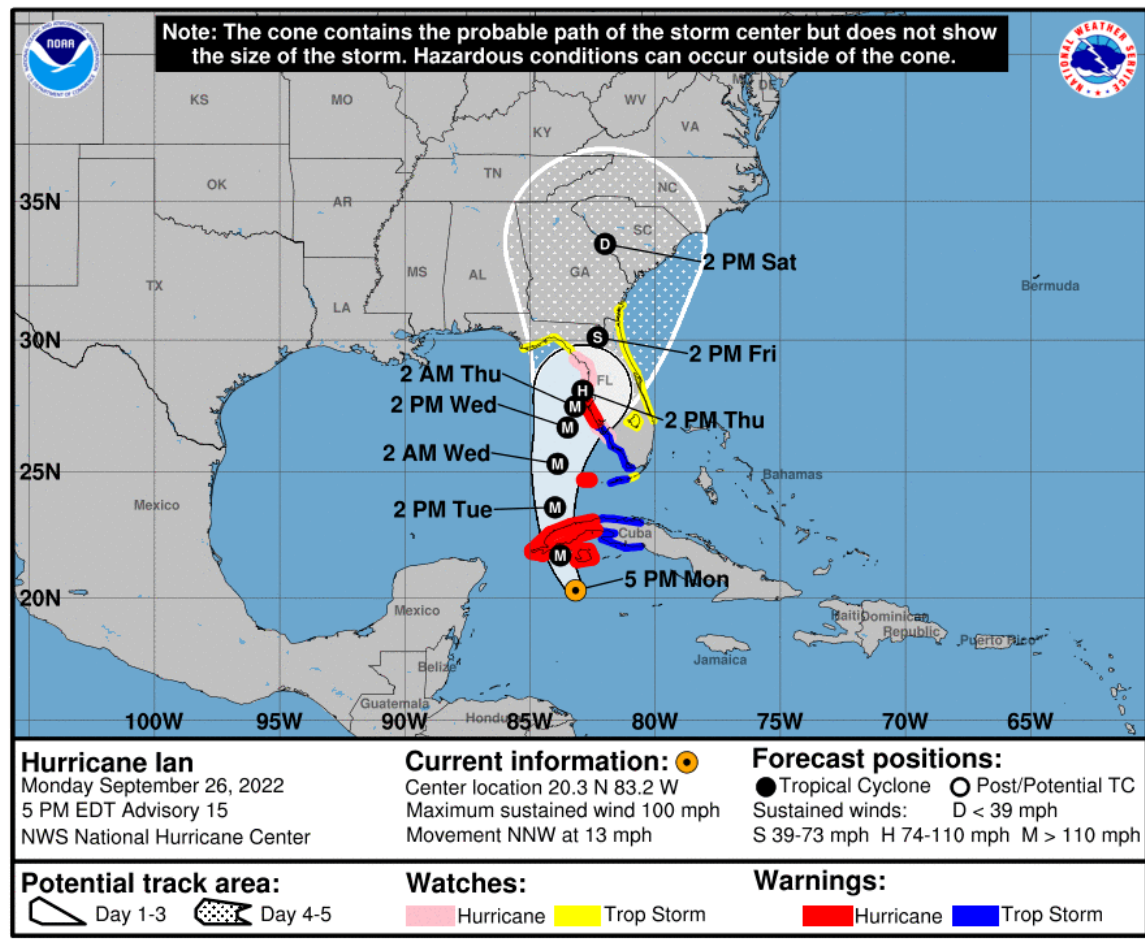 Note: The cone contains the probable path of the storm center but does not show
the size of the storm. Hazardous conditions can occur outside of the cone.
NOAA
NATIONAL WEATHER SERVICE
KS
MO
WV
DE
KY
VA
OK
TN
NC
35N
AR
SC
2 PM Sat
TX
MS
AL
GA
LA
Bermuda
30N
S
2 PM Fri
2 AM Thu
FL
H
2 PM Wed
M
2 PM Thu
M
2 AM Wed
M
25N
Bahamas
Mexico
2 PM Tue
M
Cuba
M
5 PM Mon
20N
Mexico
Haiti
Dominican
Republic
Puerto Rico
Jamaica
Belize
Guatemala
Hondu
100W
95W
90W
85W
80W
75W
70W
65W
D
Hurricane Ian
Monday September 26, 2022
5 PM EDT Advisory 15
NWS National Hurricane Center
Current information:
Center location 20.3 N 83.2 W
Maximum sustained wind 100 mph
Movement NNW at 13 mph
Forecast positions:
Tropical Cyclone Post/Potential TC
Sustained winds: D < 39 mph
S 39-73 mph H 74-110 mph M > 110 mph
Potential track area:
Day 1-3 Day 4-5
Watches:
Hurricane Trop Storm
Warnings:
Hurricane Trop Storm